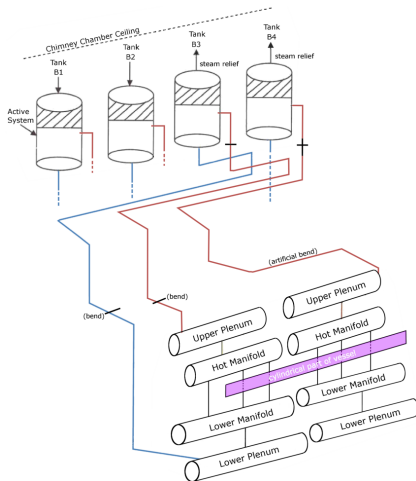 Chimney Chamber Ceiling
Tank
B1
Tank
B2
Tank
B3
Tank
B4
steam relief
steam relief
Active
System
(artificial bend)
(bend)
(bend)
Upper Plenum
Upper Plenum
Hot Manifold
Hot Manifold
cylindrical part of vessel
Lower Manifold
Lower Manifold
Lower Plenum
Lower Plenum